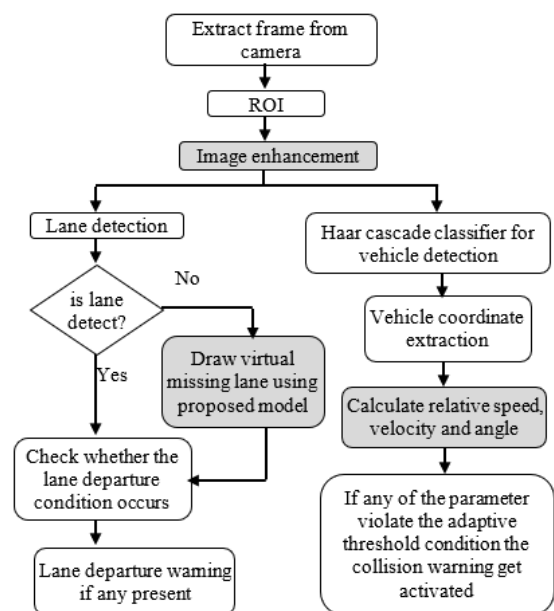 Extract frame from
camera
ROI
Image enhancement
Lane detection
is lane
detect?
No
Yes
Draw virtual
missing lane using
proposed model
Check whether the
lane departure
condition occurs
Lane departure warning
if any present
Haar cascade classifier for
vehicle detection
Vehicle coordinate
extraction
Calculate relative speed,
velocity and angle
If any of the parameter
violate the adaptive
threshold condition the
collision warning get
activated